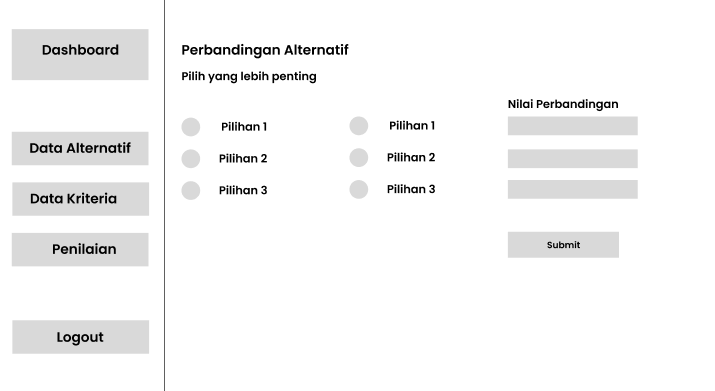 Dashboard
Data Alternatif
Data Kriteria
Penilaian
Logout
Perbandingan Alternatif
Pilih yang lebih penting
Nilai Perbandingan
Pilihan 1 Pilihan 1
Pilihan 2 Pilihan 2
Pilihan 3 Pilihan 3
Submit